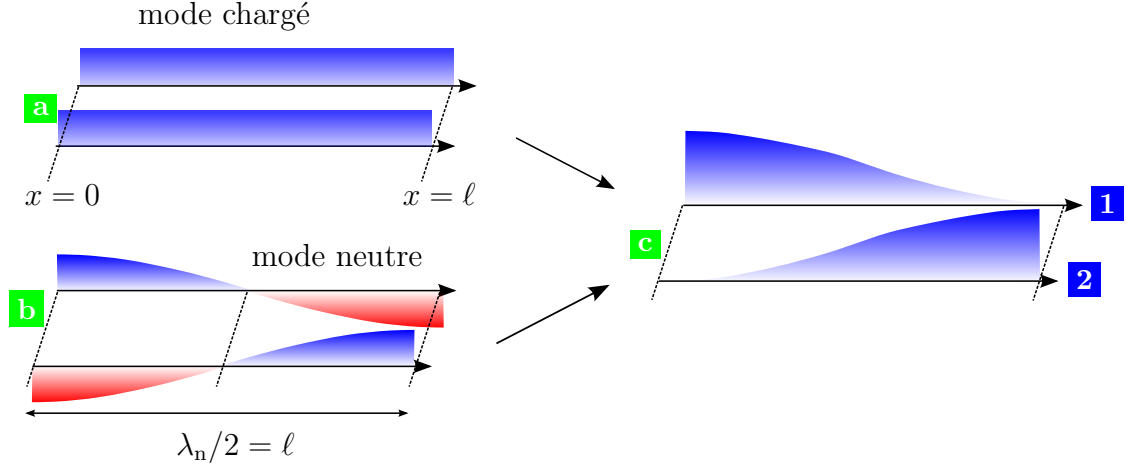 mode chargé
a
x = 0
x = ℓ
mode neutre
b
λn/2 = ℓ
1
c
2